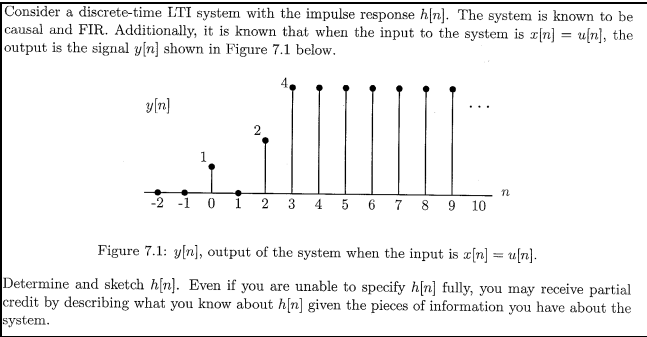 Consider a discrete-time LTI system with the impulse response h[n]. The system is known to be
causal and FIR. Additionally, it is known that when the input to the system is x[n] = u[n], the
output is the signal y[n] shown in Figure 7.1 below.
4
y[n]
2
1
...
n
-2 -1 0 1 2 3 4 5 6 7 8 9 10
Figure 7.1: y[n], output of the system when the input is x[n] = u[n].
Determine and sketch h[n]. Even if you are unable to specify h[n] fully, you may receive partial
credit by describing what you know about h[n] given the pieces of information you have about the
system.